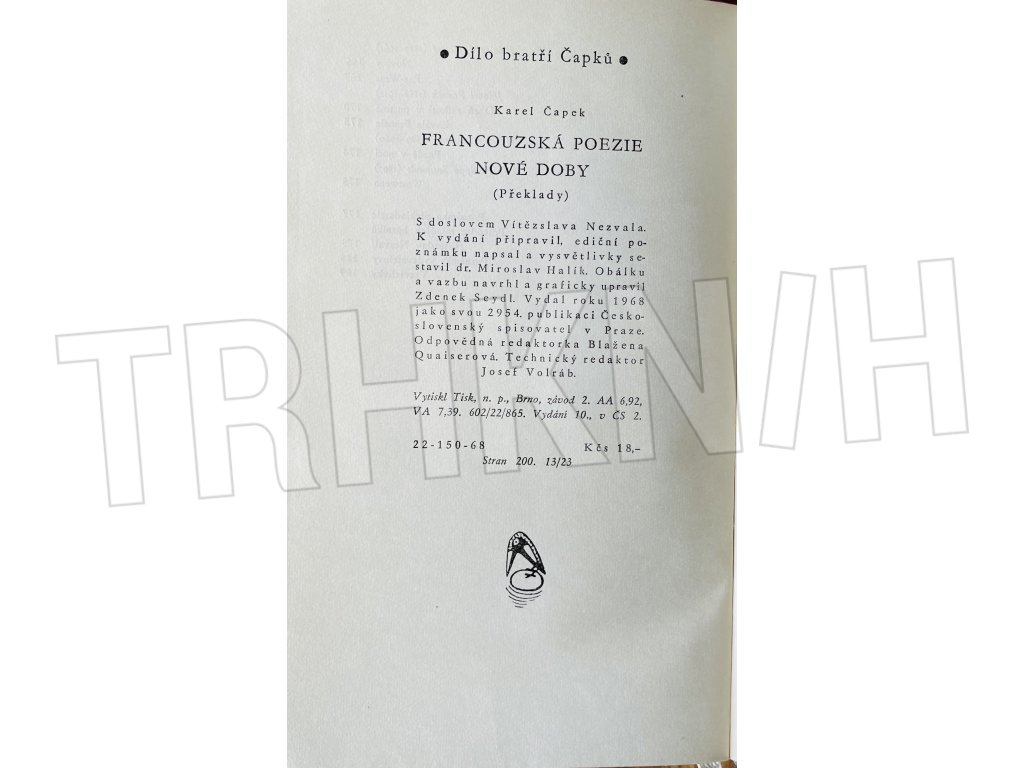 ● Dílo bratří Čapků ●
Karel Čapek
FRANCOUZSKÁ POEZIE
NOVÉ DOBY
(Překlady)
S doslovem Vítězslava Nezvala.
K vydání připravil, ediční po-
známku napsal a vysvětlivky se-
stavil dr. Miroslav Halík. Obálku
a vazbu navrhl a graficky upravil
Zdenek Seydl. Vydal roku 1968
jako svou 2954. publikaci Česko-
slovenský spisovatel v Praze.
Odpovědná redaktorka Blažena
Quaiserová. Technický redaktor
Josef Volráb.
Vytiskl Tisk, n. p., Brno, závod 2. AA 6,92,
VA 7,39. 602/22/865. Vydání 10., v ČS 2.
22-150-68 Kčs 18,–
Stran 200. 13/23
TRHKNIH